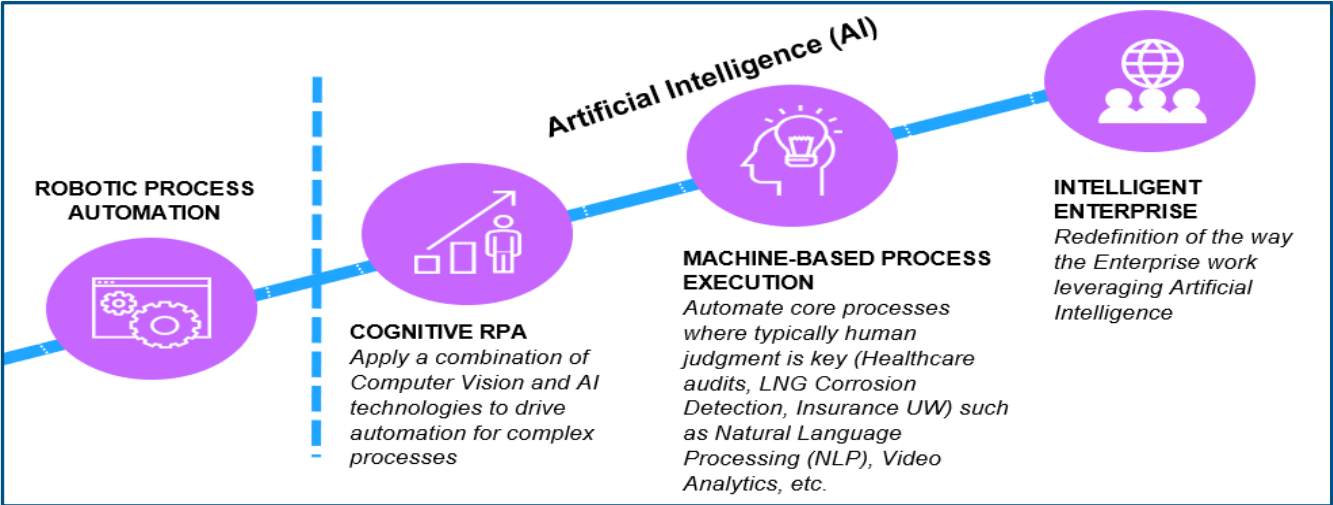 Artificial Intelligence (AI)
ROBOTIC PROCESS
AUTOMATION
COGNITIVE RPA
Apply a combination of
Computer Vision and AI
technologies to drive
automation for complex
processes
MACHINE-BASED PROCESS
EXECUTION
Automate core processes
where typically human
judgment is key (Healthcare
audits, LNG Corrosion
Detection, Insurance UW) such
as Natural Language
Processing (NLP), Video
Analytics, etc.
INTELLIGENT
ENTERPRISE
Redefinition of the way
the Enterprise work
leveraging Artificial
Intelligence